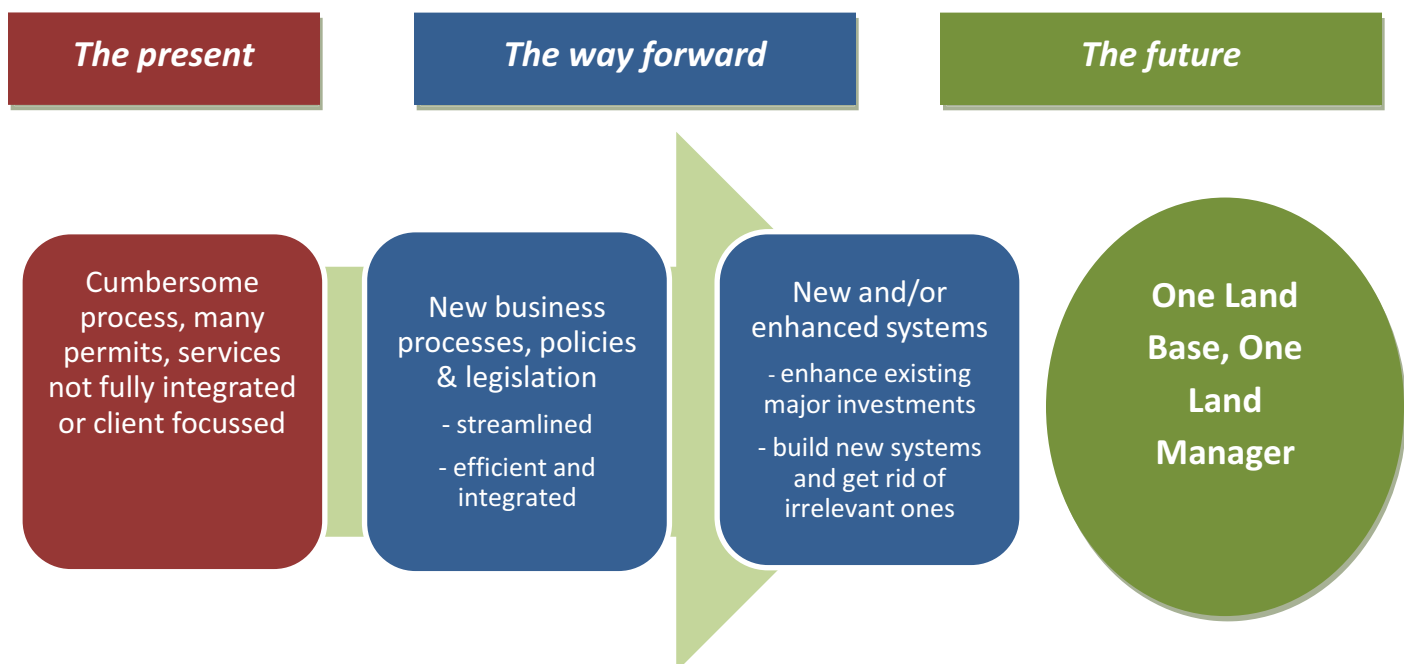 The present
The way forward
The future
Cumbersome
process, many
permits, services
not fully integrated
or client focussed
New business
processes, policies
& legislation
- streamlined
- efficient and
integrated
New and/or
enhanced systems
- enhance existing
major investments
- build new systems
and get rid of
irrelevant ones
One Land
Base, One
Land
Manager